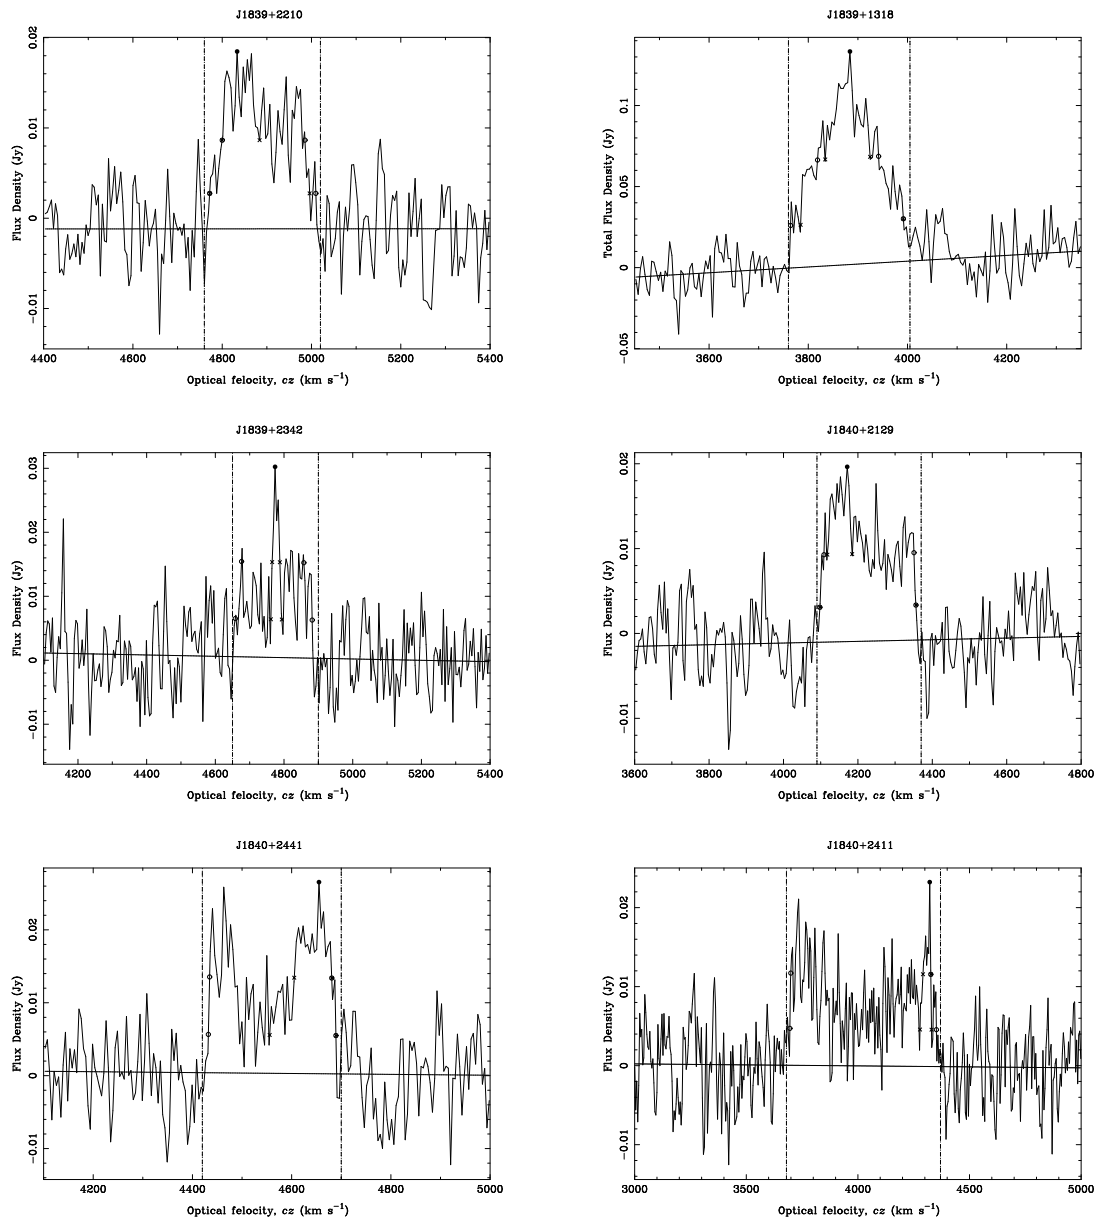 J1839+2210
Flux Density (Jy)
−0.01 0 0.01 0.02
4400 4600 4800 5000 5200 5400
Optical felocity, cz (km s−1)
J1839+1318
Total Flux Density (Jy)
−0.05 0 0.05 0.1
3600 3800 4000 4200
Optical felocity, cz (km s−1)
J1839+2342
Flux Density (Jy)
−0.01 0 0.01 0.02 0.03
4200 4400 4600 4800 5000 5200 5400
Optical felocity, cz (km s−1)
J1840+2129
Flux Density (Jy)
−0.01 0 0.01 0.02
3600 3800 4000 4200 4400 4600 4800
Optical felocity, cz (km s−1)
J1840+2441
Flux Density (Jy)
−0.01 0 0.01 0.02
4200 4400 4600 4800 5000
Optical felocity, cz (km s−1)
J1840+2411
Flux Density (Jy)
−0.01 0 0.01 0.02
3000 3500 4000 4500 5000
Optical felocity, cz (km s−1)